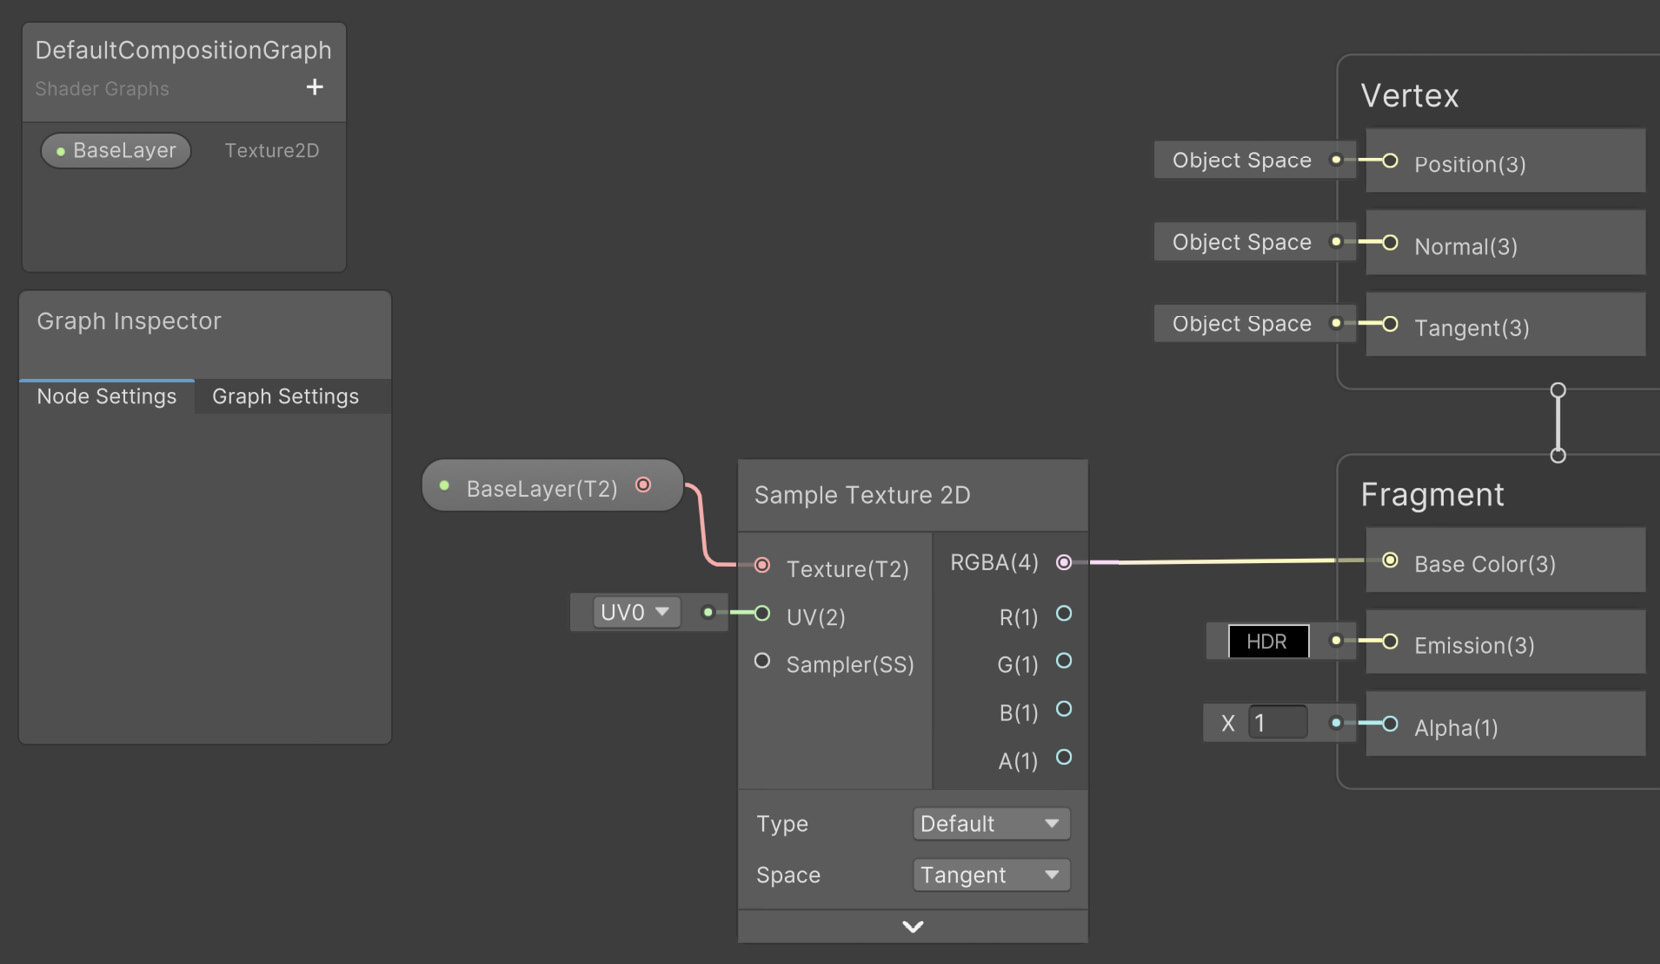 DefaultCompositionGraph
Shader Graphs +
BaseLayer Texture2D
Graph Inspector
Node Settings Graph Settings
BaseLayer(T2)
UV0
Sample Texture 2D
Texture(T2) RGBA(4)
UV(2) R(1)
Sampler(SS) G(1)
B(1)
A(1)
Type Default
Space Tangent
Vertex
Object Space Position(3)
Object Space Normal(3)
Object Space Tangent(3)
Fragment
Base Color(3)
HDR Emission(3)
X 1 Alpha(1)